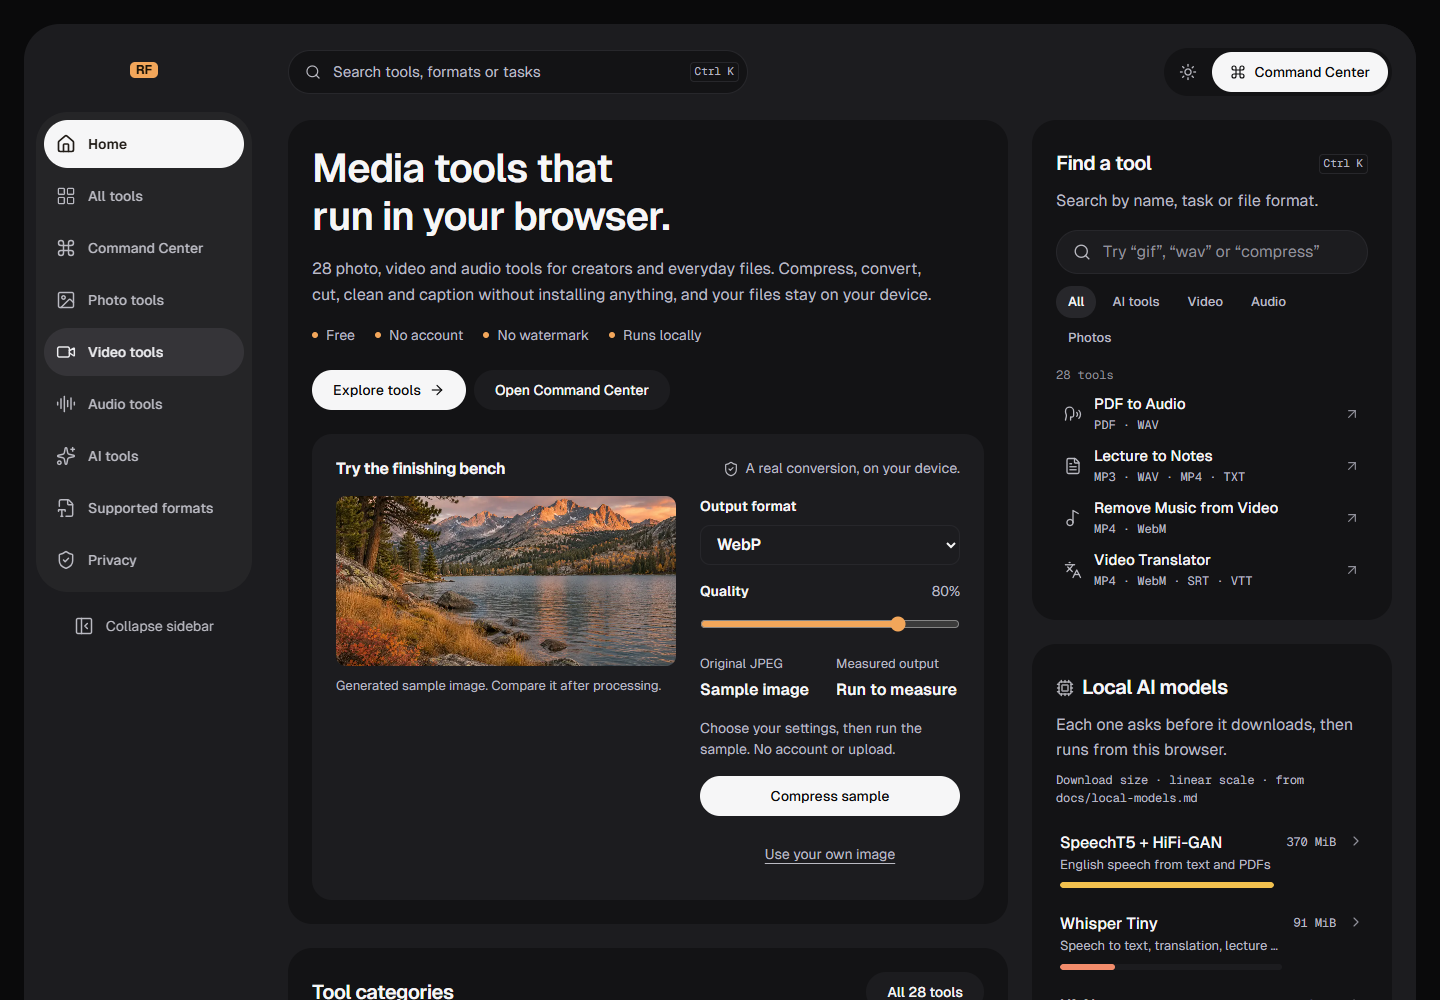 RF
Search tools, formats or tasks
Ctrl K
Command Center
Home
All tools
Command Center
Photo tools
Video tools
Audio tools
AI tools
Supported formats
Privacy
Collapse sidebar
Media tools that
run in your browser.
28 photo, video and audio tools for creators and everyday files. Compress, convert,
cut, clean and caption without installing anything, and your files stay on your device.
Free
No account
No watermark
Runs locally
Explore tools
Open Command Center
Try the finishing bench
A real conversion, on your device.
Generated sample image. Compare it after processing.
Output format
WebP
Quality
80%
Original JPEG
Sample image
Measured output
Run to measure
Choose your settings, then run the
sample. No account or upload.
Compress sample
Use your own image
Tool categories
All 28 tools
Find a tool
Ctrl K
Search by name, task or file format.
Try “gif”, “wav” or “compress”
All
AI tools
Video
Audio
Photos
28 tools
PDF to Audio
PDF · WAV
Lecture to Notes
MP3 · WAV · MP4 · TXT
Remove Music from Video
MP4 · WebM
Video Translator
MP4 · WebM · SRT · VTT
Local AI models
Each one asks before it downloads, then
runs from this browser.
Download size · linear scale · from
docs/local-models.md
SpeechT5 + HiFi-GAN
370 MiB
English speech from text and PDFs
Whisper Tiny
91 MiB
Speech to text, translation, lecture …